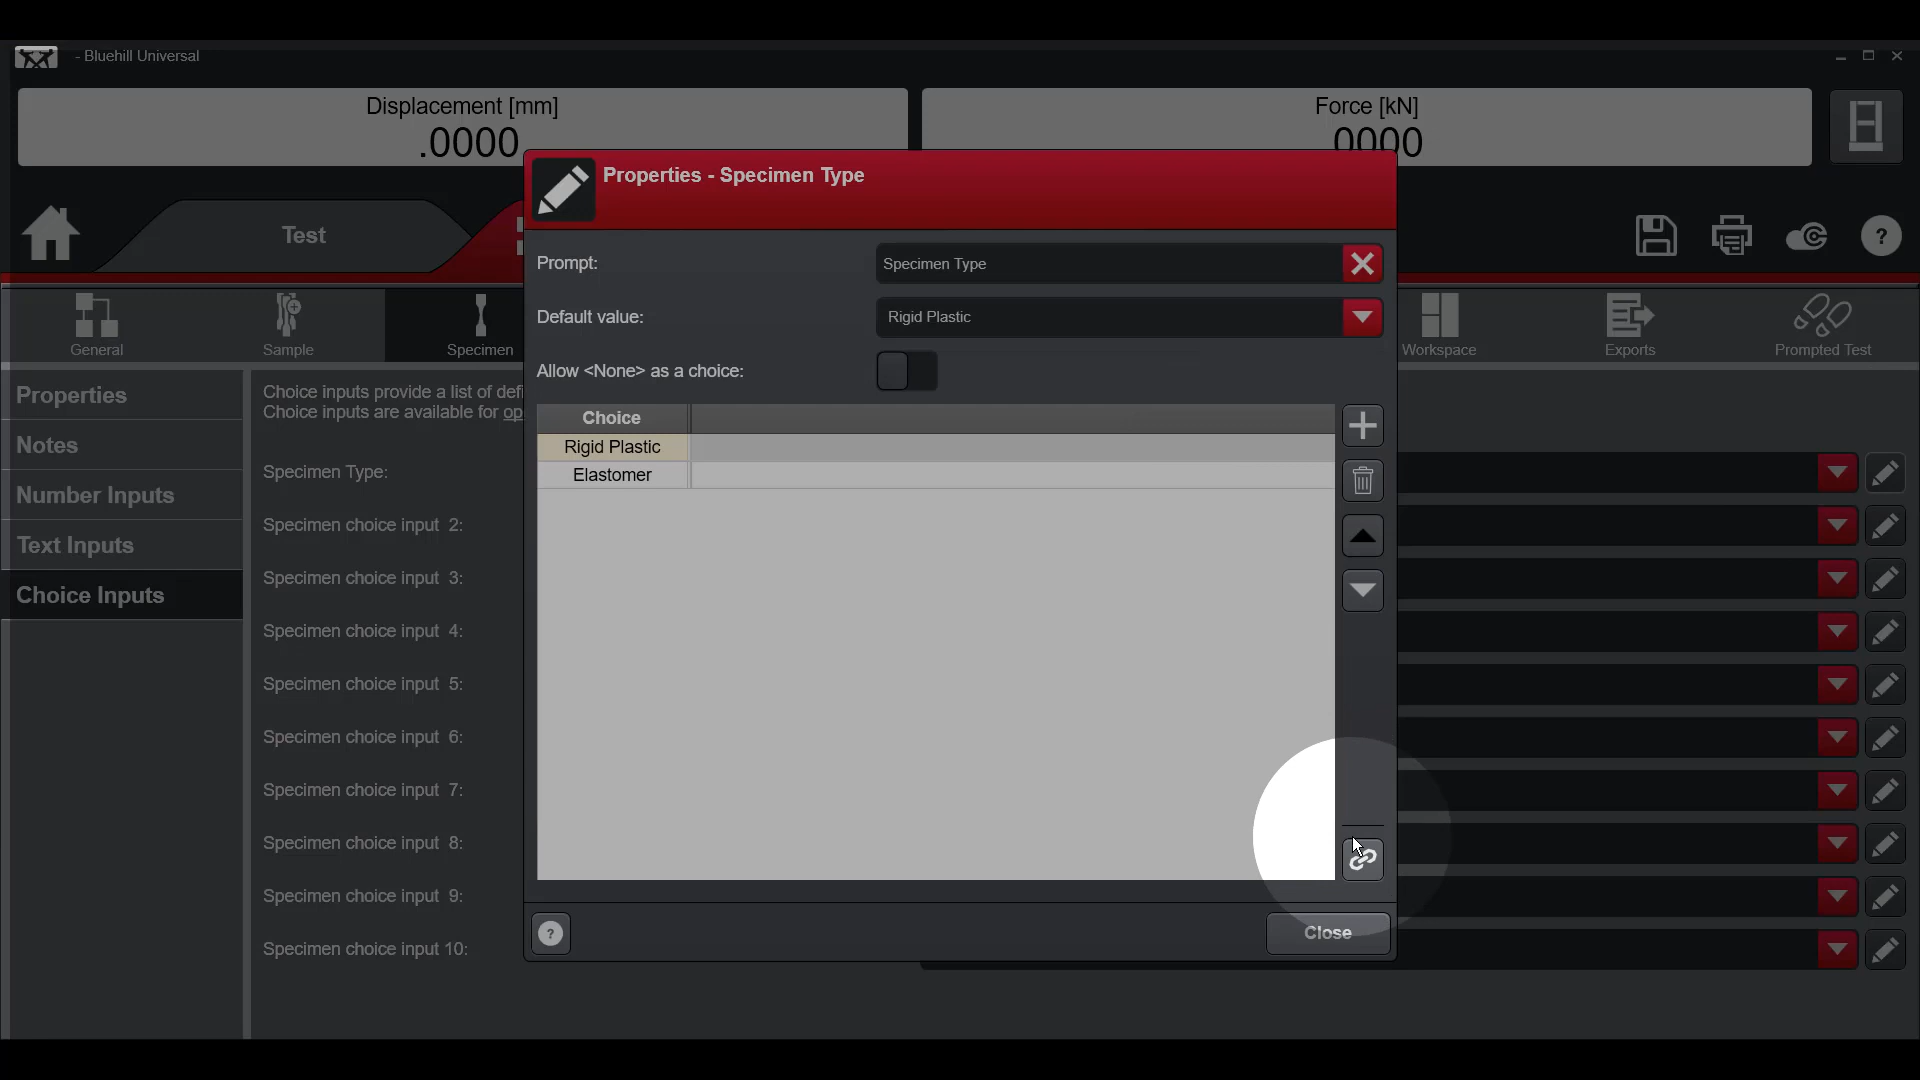 - Bluehill Universal
Displacement [mm]
.0000
Force [kN]
0000
Test
General
Sample
Specimen
Workspace
Exports
Prompted Test
Properties
Notes
Number Inputs
Text Inputs
Choice Inputs
Choice inputs provide a list of
Choice inputs are available for
Specimen Type:
Specimen choice input 2:
Specimen choice input 3:
Specimen choice input 4:
Specimen choice input 5:
Specimen choice input 6:
Specimen choice input 7:
Specimen choice input 8:
Specimen choice input 9:
Specimen choice input 10:
Properties - Specimen Type
Prompt:
Specimen Type
Default value:
Rigid Plastic
Allow <None> as a choice:
Choice
Rigid Plastic
Elastomer
?
Close
?